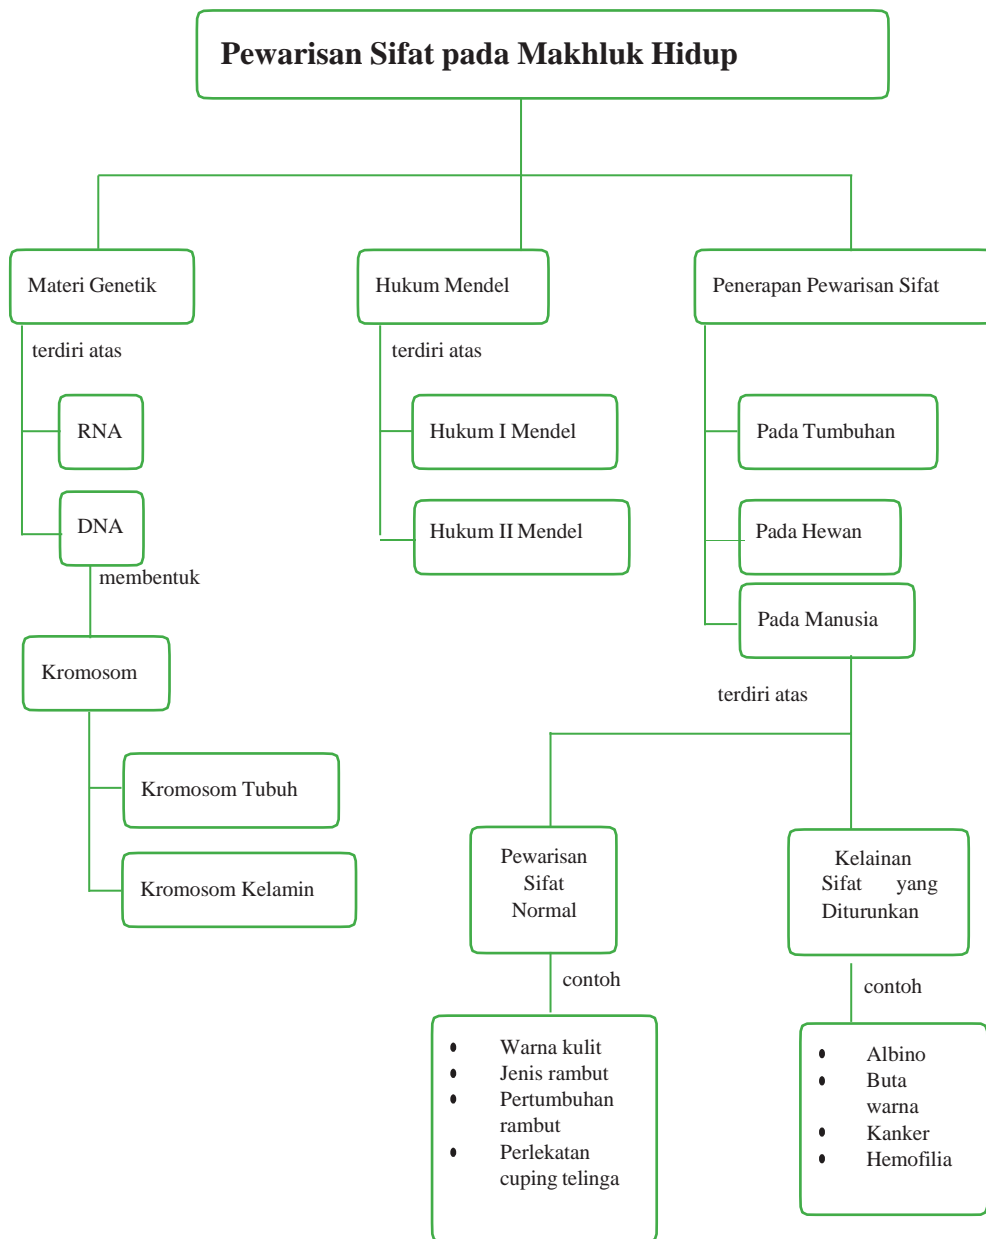 Pewarisan Sifat pada Makhluk Hidup
Materi Genetik
terdiri atas
RNA
DNA
membentuk
Kromosom
Kromosom Tubuh
Kromosom Kelamin
Hukum Mendel
terdiri atas
Hukum I Mendel
Hukum II Mendel
Penerapan Pewarisan Sifat
Pada Tumbuhan
Pada Hewan
Pada Manusia
terdiri atas
Pewarisan
Sifat
Normal
contoh
• Warna kulit
• Jenis rambut
• Pertumbuhan
rambut
• Perlekatan
cuping telinga
Kelainan
Sifat yang
Diturunkan
contoh
• Albino
• Buta
warna
• Kanker
• Hemofilia